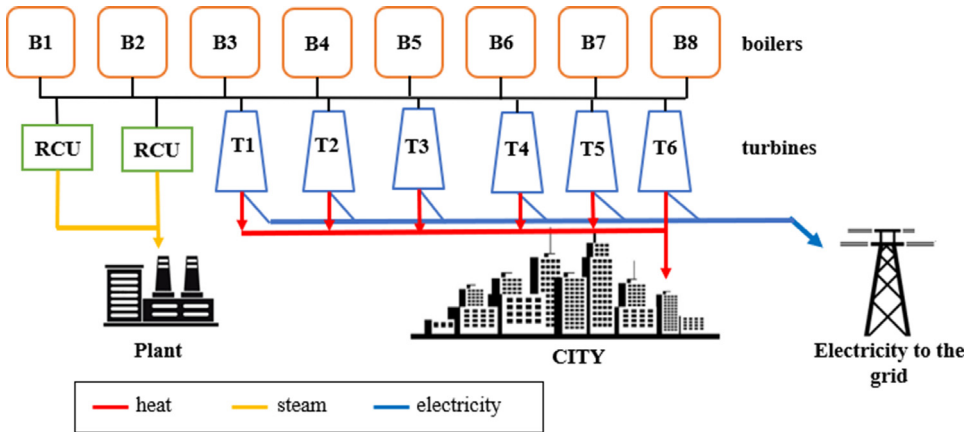 B1 B2 B3 B4 B5 B6 B7 B8 boilers
RCU RCU T1 T2 T3 T4 T5 T6 turbines
Plant
CITY
Electricity to the
grid
heat steam electricity